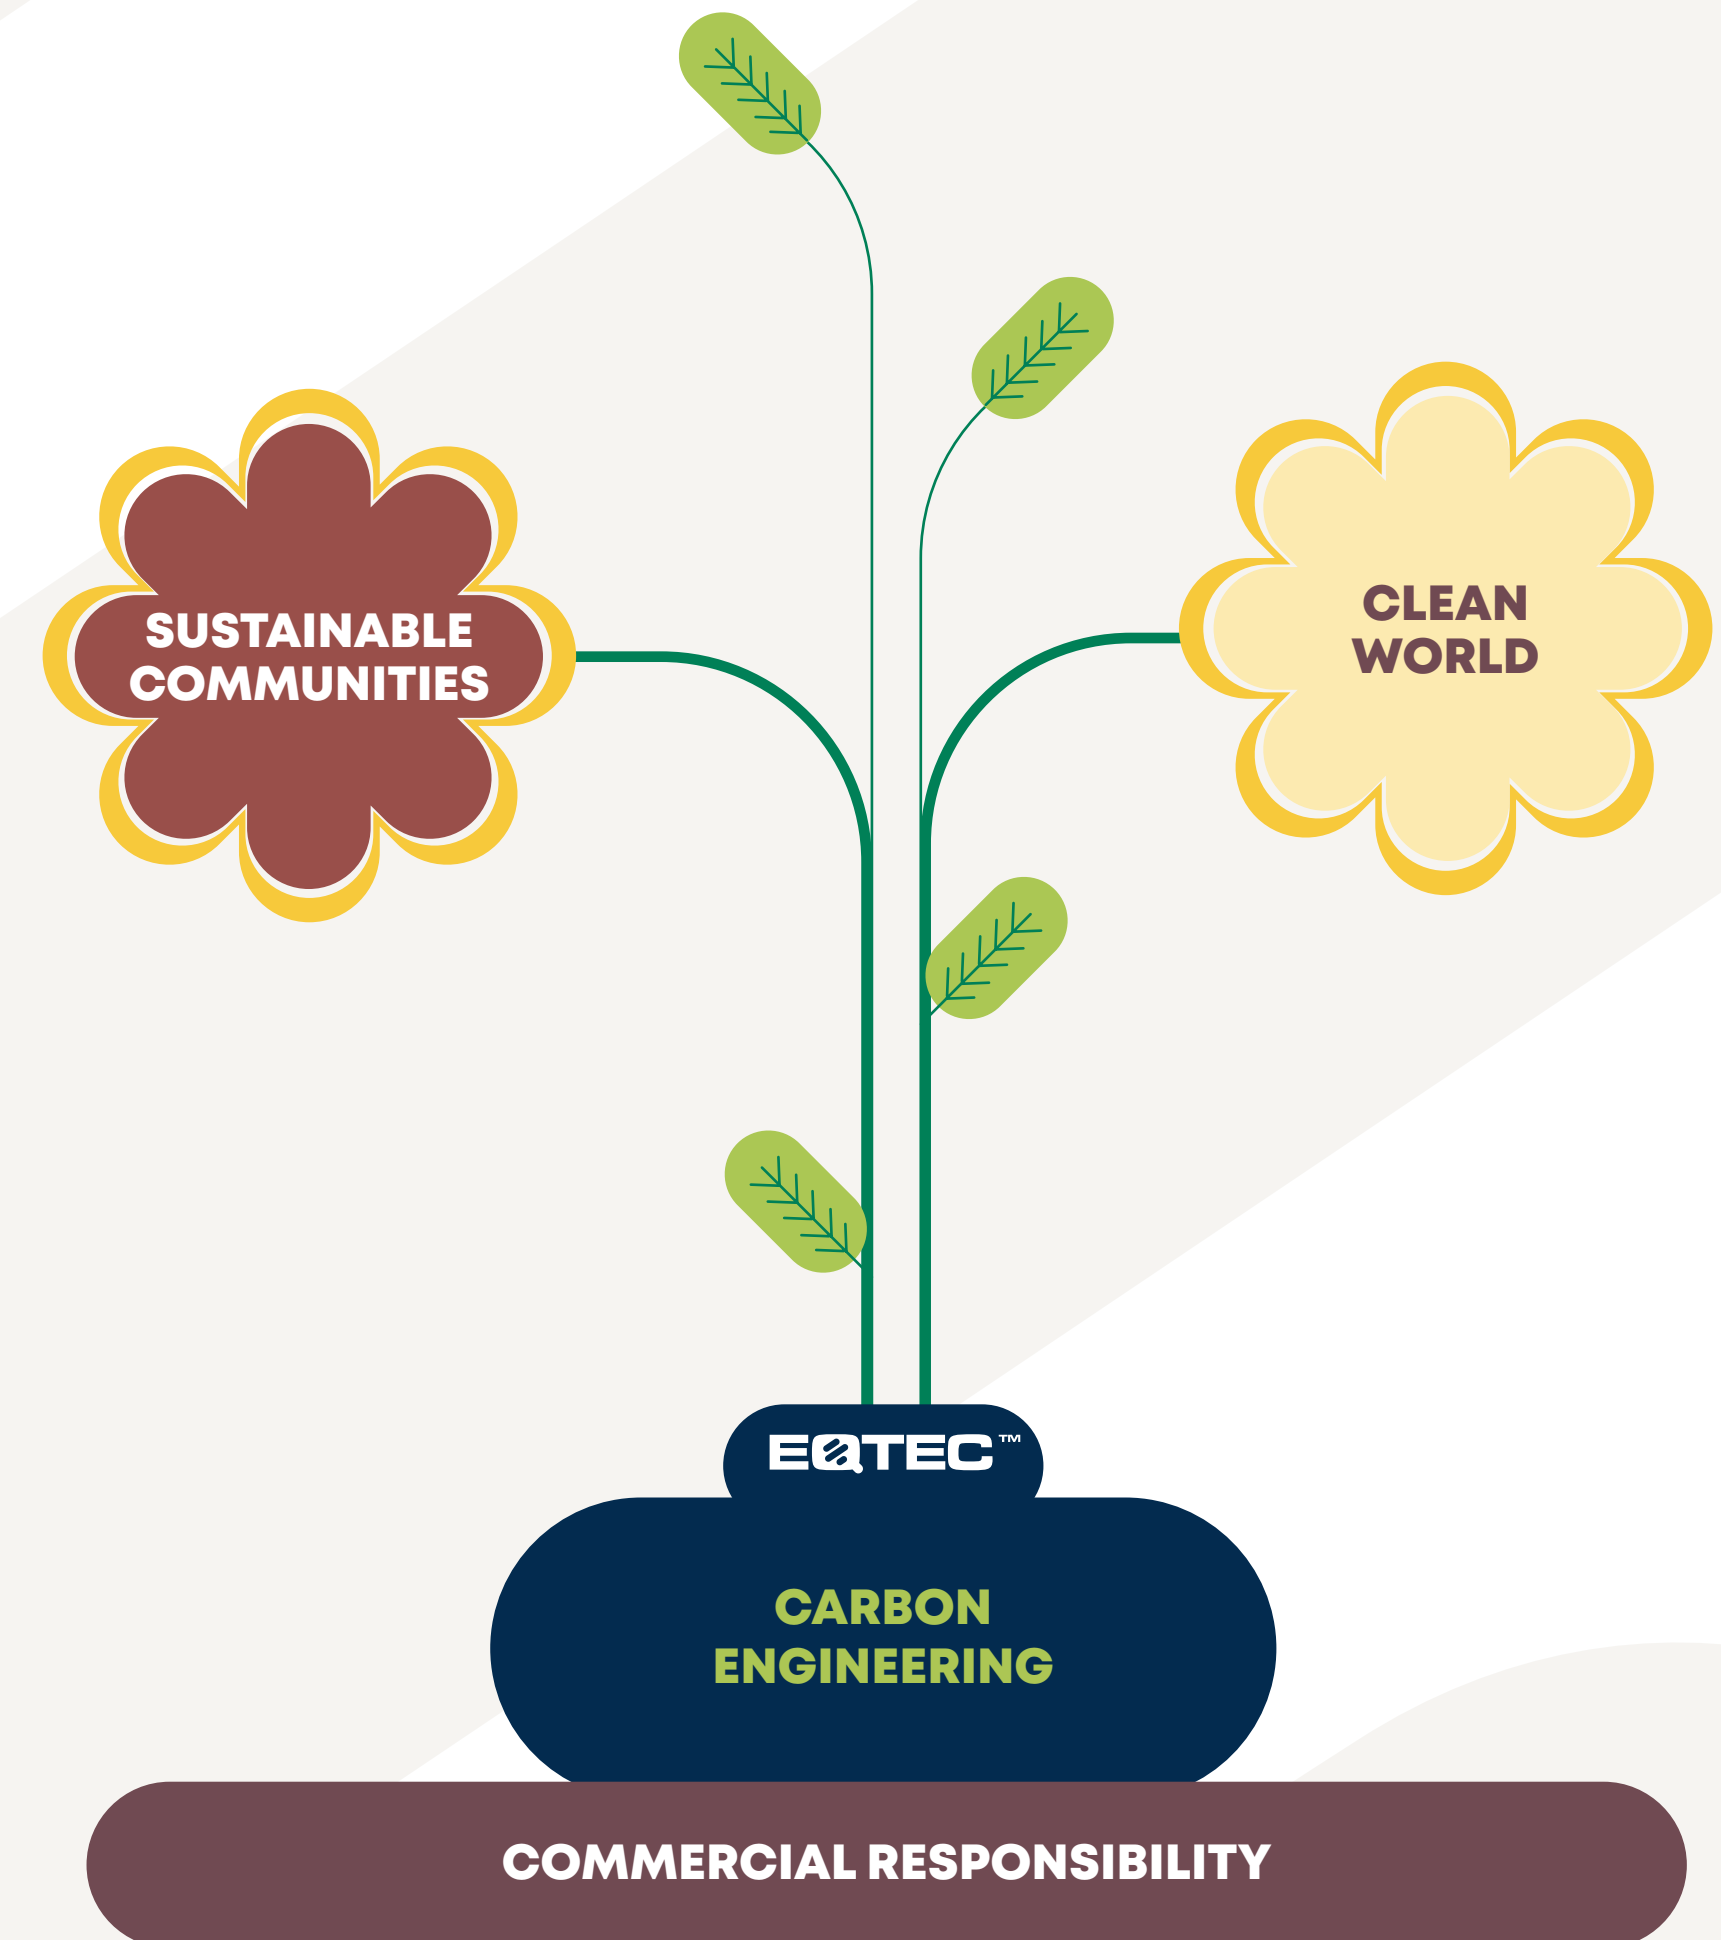 SUSTAINABLE
COMMUNITIES
CLEAN
WORLD
EQTEC™
CARBON
ENGINEERING
COMMERCIAL RESPONSIBILITY